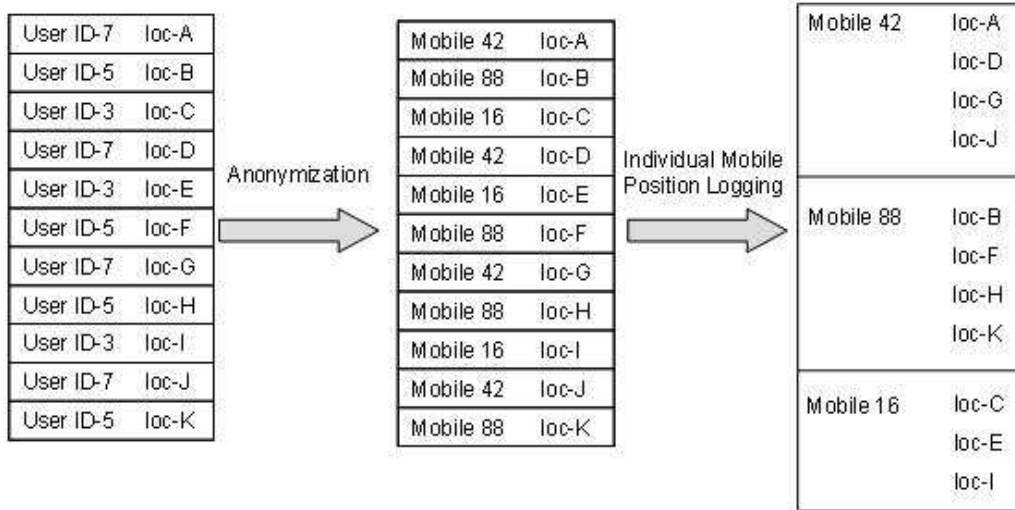 User ID-7 loc-A
User ID-5 loc-B
User ID-3 loc-C
User ID-7 loc-D
User ID-3 loc-E
User ID-5 loc-F
User ID-7 loc-G
User ID-5 loc-H
User ID-3 loc-I
User ID-7 loc-J
User ID-5 loc-K
Anonymization
Mobile 42 loc-A
Mobile 88 loc-B
Mobile 16 loc-C
Mobile 42 loc-D
Mobile 16 loc-E
Mobile 88 loc-F
Mobile 42 loc-G
Mobile 88 loc-H
Mobile 16 loc-I
Mobile 42 loc-J
Mobile 88 loc-K
Individual Mobile
Position Logging
Mobile 42 loc-A
loc-D
loc-G
loc-J
Mobile 88 loc-B
loc-F
loc-H
loc-K
Mobile 16 loc-C
loc-E
loc-I